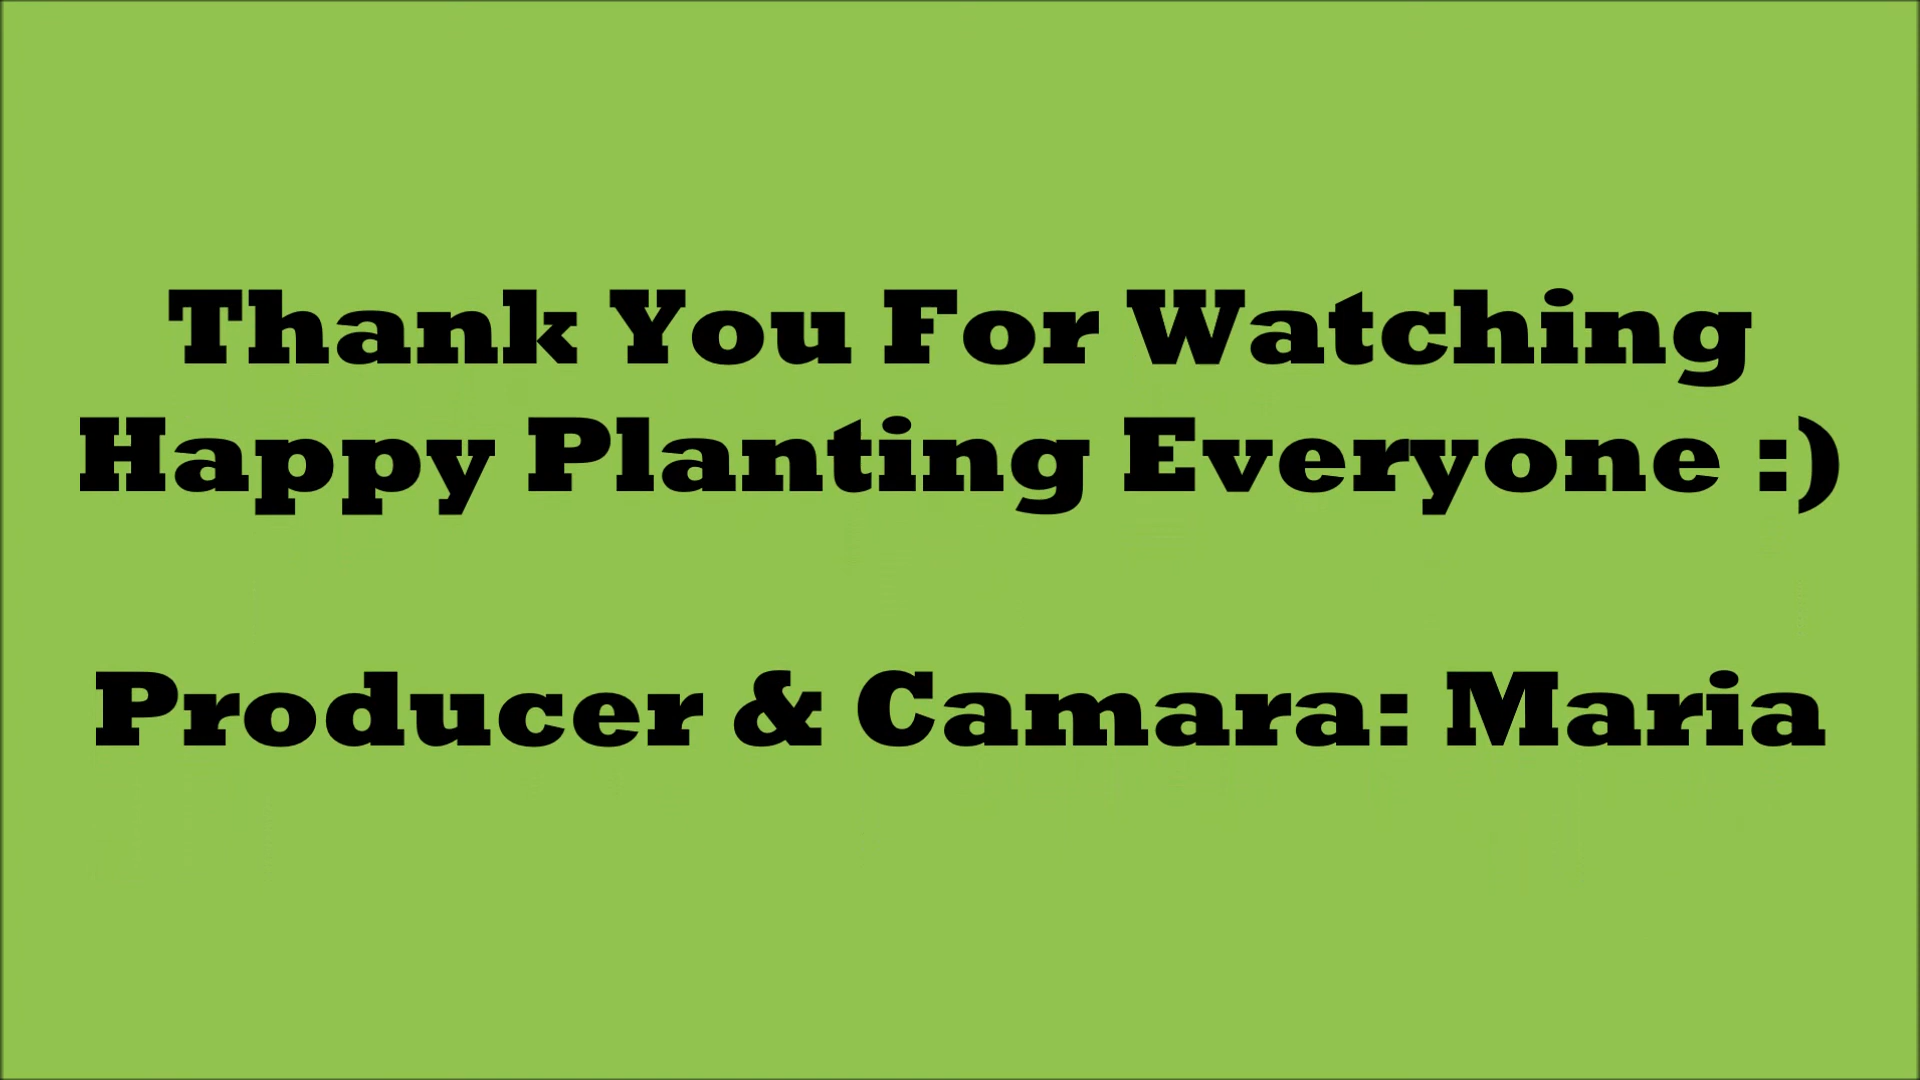 Thank You For Watching
Happy Planting Everyone :)
Producer & Camara: Maria